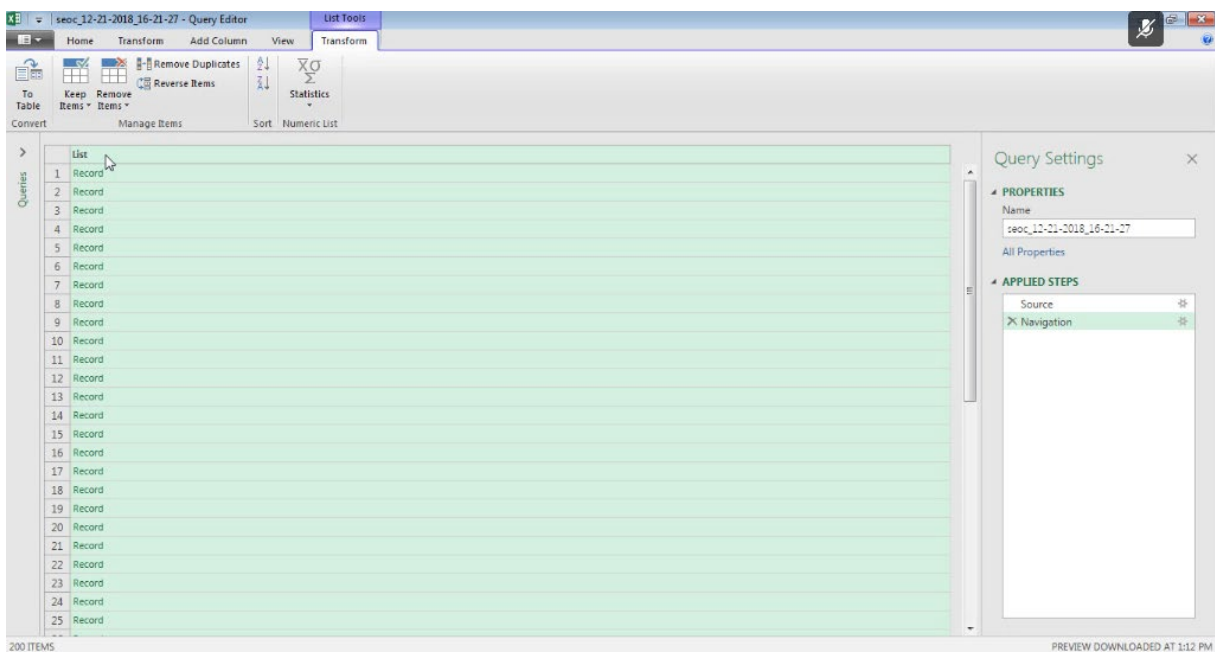 seoc_12-21-2018_16-21-27 - Query Editor
List Tools
Home Transform Add Column View Transform
To Table
Keep Items
Remove Items
Remove Duplicates
Reverse Items
Statistics
Convert Manage Items Sort Numeric List
Queries
List
1 Record
2 Record
3 Record
4 Record
5 Record
6 Record
7 Record
8 Record
9 Record
10 Record
11 Record
12 Record
13 Record
14 Record
15 Record
16 Record
17 Record
18 Record
19 Record
20 Record
21 Record
22 Record
23 Record
24 Record
25 Record
Query Settings
PROPERTIES
Name
seoc_12-21-2018_16-21-27
All Properties
APPLIED STEPS
Source
Navigation
200 ITEMS
PREVIEW DOWNLOADED AT 1:12 PM